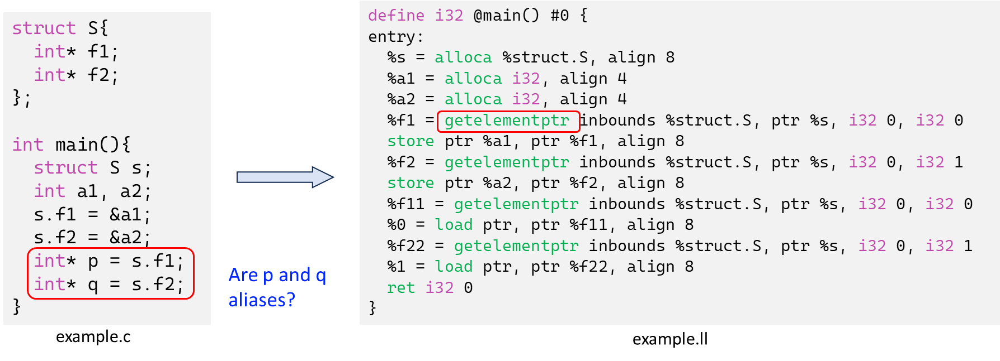 struct S{
  int* f1;
  int* f2;
};

int main(){
  struct S s;
  int a1, a2;
  s.f1 = &a1;
  s.f2 = &a2;
  int* p = s.f1;
  int* q = s.f2;
}
example.c
Are p and q
aliases?
define i32 @main() #0 {
entry:
  %s = alloca %struct.S, align 8
  %a1 = alloca i32, align 4
  %a2 = alloca i32, align 4
  %f1 = getelementptr inbounds %struct.S, ptr %s, i32 0, i32 0
  store ptr %a1, ptr %f1, align 8
  %f2 = getelementptr inbounds %struct.S, ptr %s, i32 0, i32 1
  store ptr %a2, ptr %f2, align 8
  %f11 = getelementptr inbounds %struct.S, ptr %s, i32 0, i32 0
  %0 = load ptr, ptr %f11, align 8
  %f22 = getelementptr inbounds %struct.S, ptr %s, i32 0, i32 1
  %1 = load ptr, ptr %f22, align 8
  ret i32 0
}
example.ll